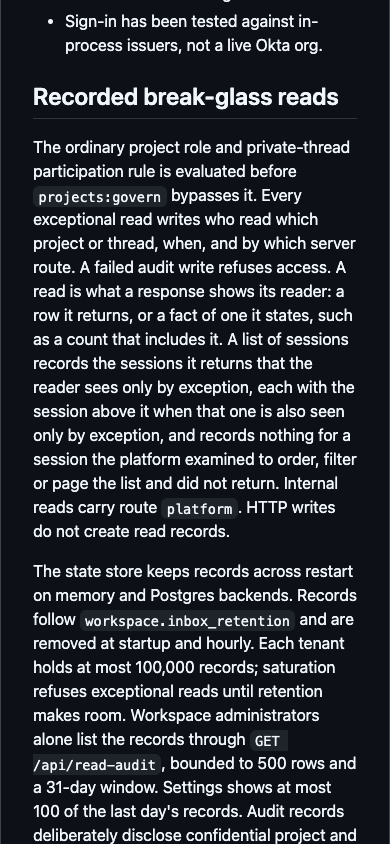 • Sign-in has been tested against in-
process issuers, not a live Okta org.
Recorded break-glass reads
The ordinary project role and private-thread
participation rule is evaluated before
projects:govern bypasses it. Every
exceptional read writes who read which
project or thread, when, and by which server
route. A failed audit write refuses access. A
read is what a response shows its reader: a
row it returns, or a fact of one it states, such
as a count that includes it. A list of sessions
records the sessions it returns that the
reader sees only by exception, each with the
session above it when that one is also seen
only by exception, and records nothing for a
session the platform examined to order, filter
or page the list and did not return. Internal
reads carry route platform. HTTP writes
do not create read records.
The state store keeps records across restart
on memory and Postgres backends. Records
follow workspace.inbox_retention and are
removed at startup and hourly. Each tenant
holds at most 100,000 records; saturation
refuses exceptional reads until retention
makes room. Workspace administrators
alone list the records through GET
/api/read-audit, bounded to 500 rows and
a 31-day window. Settings shows at most
100 of the last day's records. Audit records
deliberately disclose confidential project and